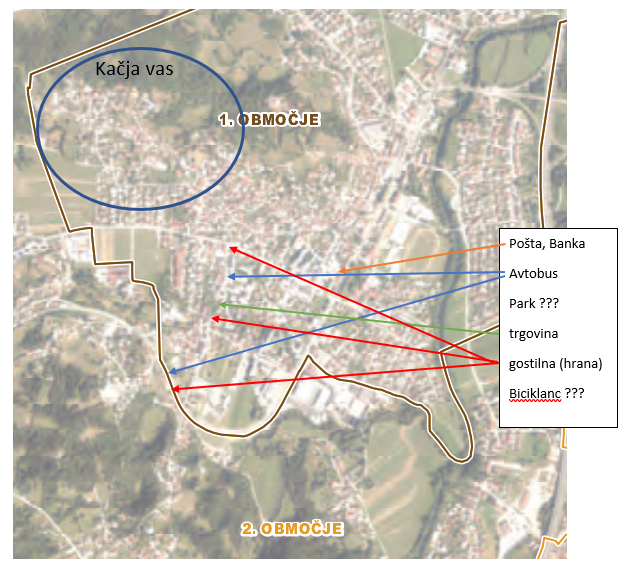 Kačja vas
1. OBMOČJE
Pošta, Banka
Avtobus
Park ???
trgovina
gostilna (hrana)
Biciklanc ???
2. OBMOČJE